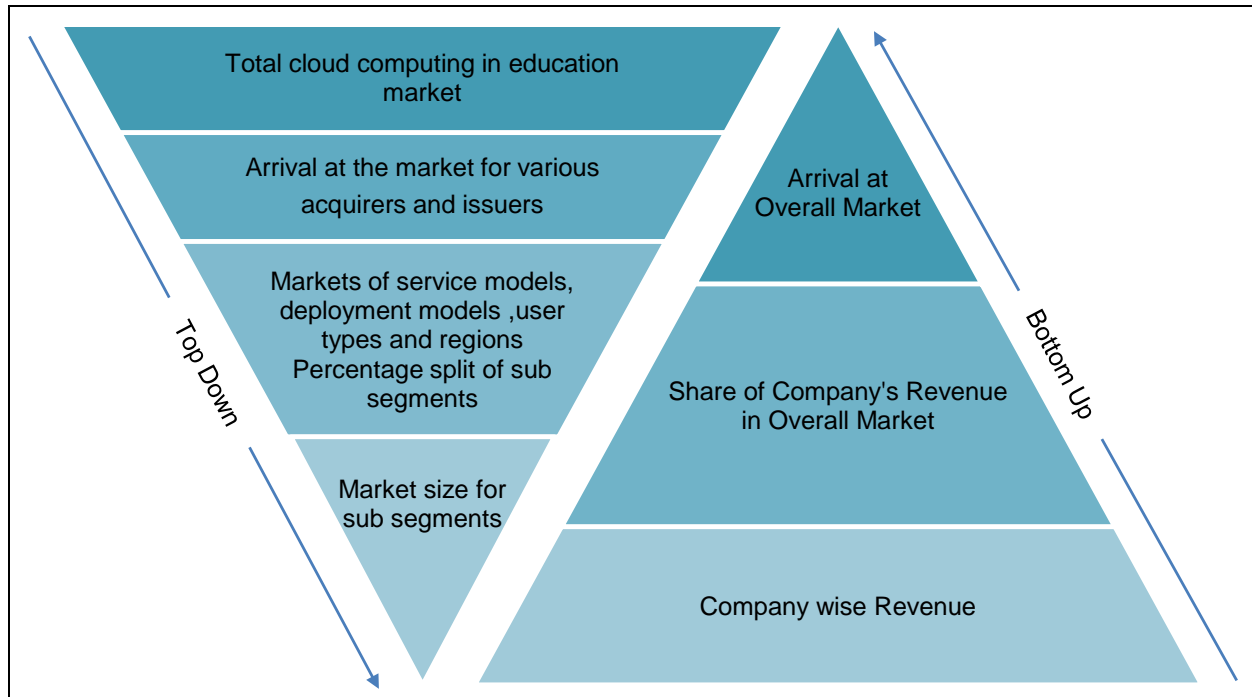 Total cloud computing in education
market
Arrival at the market for various
acquirers and issuers
Markets of service models,
deployment models ,user
types and regions
Percentage split of sub
segments
Market size for
sub segments
Top Down
Arrival at
Overall Market
Share of Company's Revenue
in Overall Market
Company wise Revenue
Bottom Up